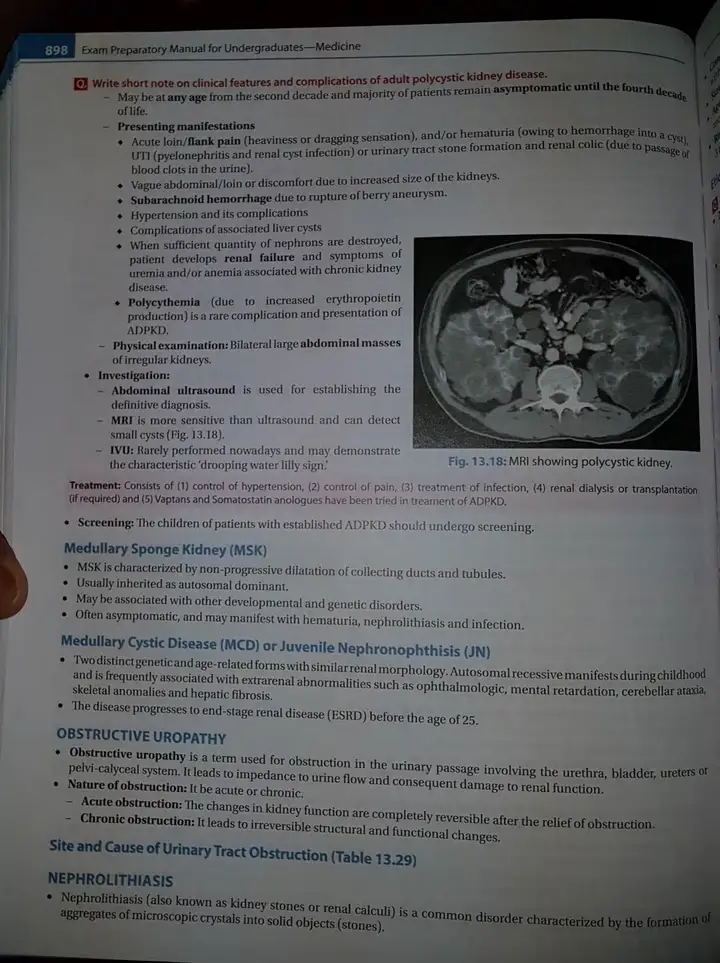 898 Exam Preparatory Manual for Undergraduates—Medicine
Q Write short note on clinical features and complications of adult polycystic kidney disease.
– May be at any age from the second decade and majority of patients remain asymptomatic until the fourth decade
of life.
– Presenting manifestations
◆ Acute loin/flank pain (heaviness or dragging sensation), and/or hematuria (owing to hemorrhage into a cyst),
UTI (pyelonephritis and renal cyst infection) or urinary tract stone formation and renal colic (due to passage of
blood clots in the urine).
◆ Vague abdominal/loin or discomfort due to increased size of the kidneys.
◆ Subarachnoid hemorrhage due to rupture of berry aneurysm.
◆ Hypertension and its complications
◆ Complications of associated liver cysts
◆ When sufficient quantity of nephrons are destroyed,
patient develops renal failure and symptoms of
uremia and/or anemia associated with chronic kidney
disease.
◆ Polycythemia (due to increased erythropoietin
production) is a rare complication and presentation of
ADPKD.
– Physical examination: Bilateral large abdominal masses
of irregular kidneys.
• Investigation:
– Abdominal ultrasound is used for establishing the
definitive diagnosis.
– MRI is more sensitive than ultrasound and can detect
small cysts (Fig. 13.18).
– IVU: Rarely performed nowadays and may demonstrate
the characteristic 'drooping water lilly sign.'
Fig. 13.18: MRI showing polycystic kidney.
Treatment: Consists of (1) control of hypertension, (2) control of pain, (3) treatment of infection, (4) renal dialysis or transplantation
(if required) and (5) Vaptans and Somatostatin anologues have been tried in treament of ADPKD.
• Screening: The children of patients with established ADPKD should undergo screening.
Medullary Sponge Kidney (MSK)
• MSK is characterized by non-progressive dilatation of collecting ducts and tubules.
• Usually inherited as autosomal dominant.
• May be associated with other developmental and genetic disorders.
• Often asymptomatic, and may manifest with hematuria, nephrolithiasis and infection.
Medullary Cystic Disease (MCD) or Juvenile Nephronophthisis (JN)
• Two distinct genetic and age-related forms with similar renal morphology. Autosomal recessive manifests during childhood
and is frequently associated with extrarenal abnormalities such as ophthalmologic, mental retardation, cerebellar ataxia,
skeletal anomalies and hepatic fibrosis.
• The disease progresses to end-stage renal disease (ESRD) before the age of 25.
OBSTRUCTIVE UROPATHY
• Obstructive uropathy is a term used for obstruction in the urinary passage involving the urethra, bladder, ureters or
pelvi-calyceal system. It leads to impedance to urine flow and consequent damage to renal function.
• Nature of obstruction: It be acute or chronic.
– Acute obstruction: The changes in kidney function are completely reversible after the relief of obstruction.
– Chronic obstruction: It leads to irreversible structural and functional changes.
Site and Cause of Urinary Tract Obstruction (Table 13.29)
NEPHROLITHIASIS
• Nephrolithiasis (also known as kidney stones or renal calculi) is a common disorder characterized by the formation of
aggregates of microscopic crystals into solid objects (stones).